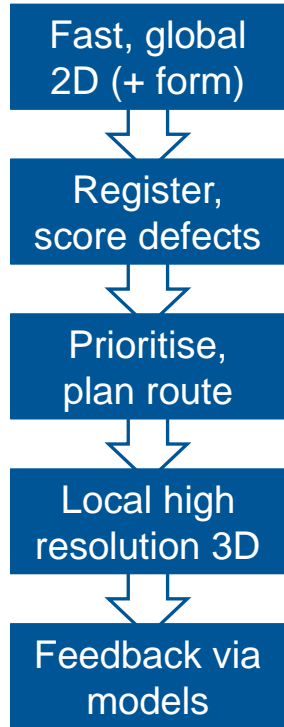 Fast, global
2D (+ form)
Register,
score defects
Prioritise,
plan route
Local high
resolution 3D
Feedback via
models